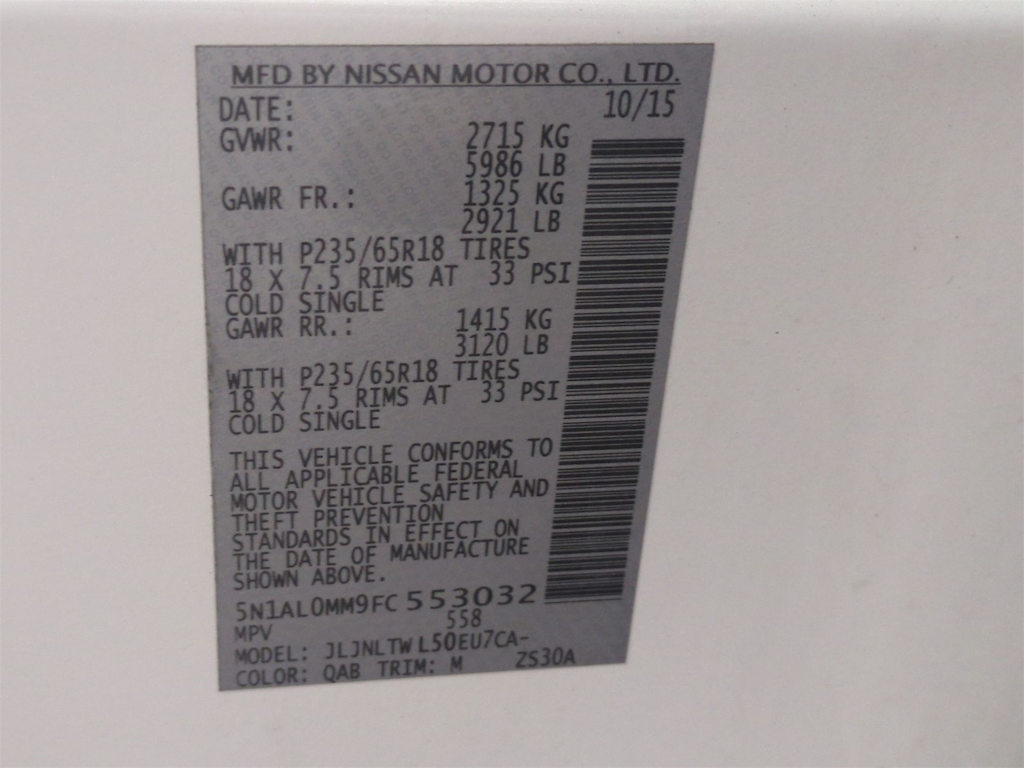 MFD BY NISSAN MOTOR CO., LTD.
DATE: 10/15
GVWR: 2715 KG
5986 LB
GAWR FR.: 1325 KG
2921 LB
WITH P235/65R18 TIRES
18 X 7.5 RIMS AT 33 PSI
COLD SINGLE
GAWR RR.: 1415 KG
3120 LB
WITH P235/65R18 TIRES
18 X 7.5 RIMS AT 33 PSI
COLD SINGLE
THIS VEHICLE CONFORMS TO
ALL APPLICABLE FEDERAL
MOTOR VEHICLE SAFETY AND
THEFT PREVENTION
STANDARDS IN EFFECT ON
THE DATE OF MANUFACTURE
SHOWN ABOVE.
5N1AL0MM9FC 553032
MPV 558
MODEL: JLJNLTW L50EU7CA-
COLOR: QAB TRIM: M ZS30A